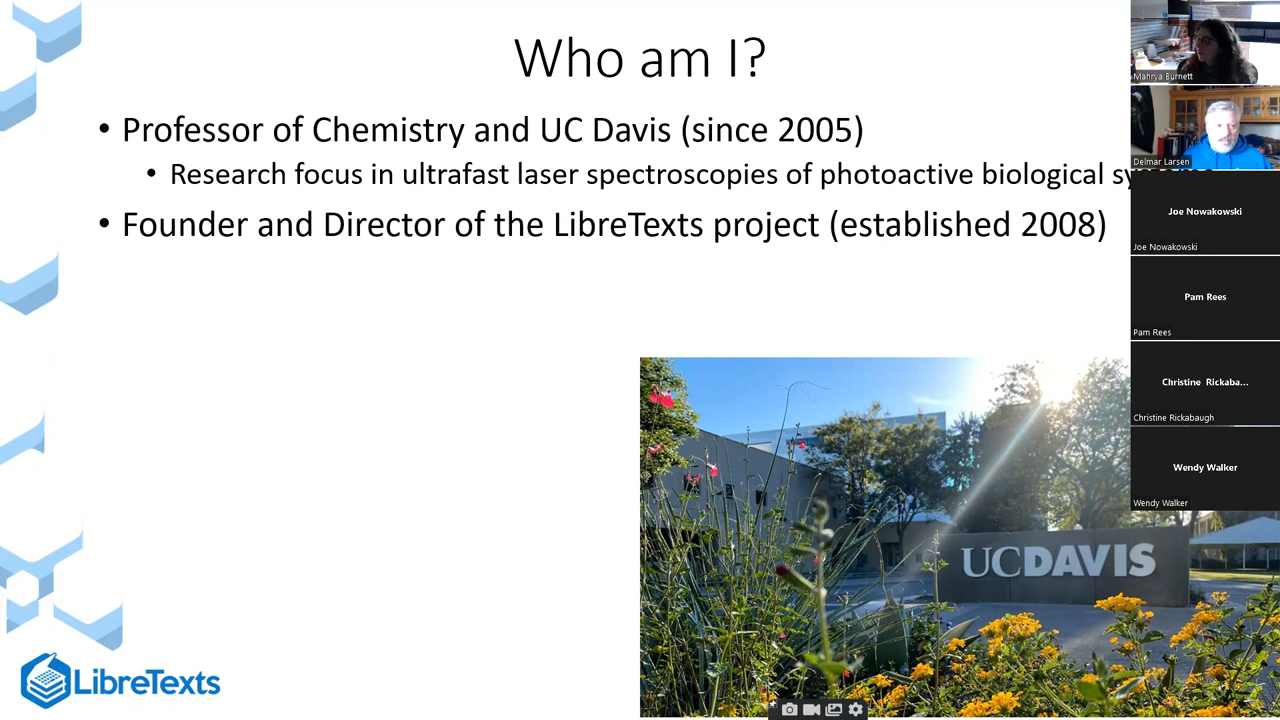 Who am I?
• Professor of Chemistry and UC Davis (since 2005)
• Research focus in ultrafast laser spectroscopies of photoactive biological
• Founder and Director of the LibreTexts project (established 2008)
UCDAVIS
LibreTexts
Mahrya Burnett
Delmar Larsen
Joe Nowakowski
Joe Nowakowski
Pam Rees
Pam Rees
Christine Rickaba...
Christine Rickabaugh
Wendy Walker
Wendy Walker